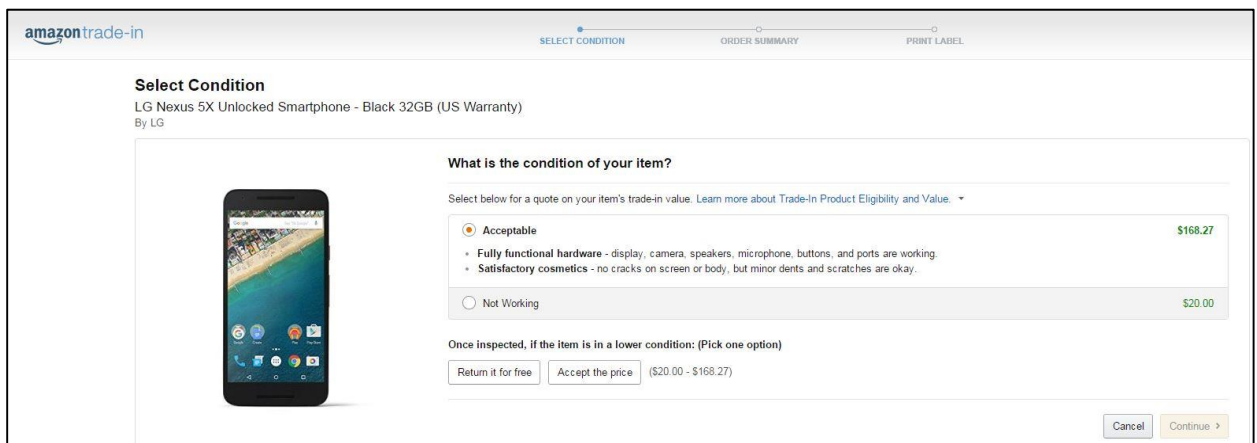 amazon trade-in
SELECT CONDITION
ORDER SUMMARY
PRINT LABEL
Select Condition
LG Nexus 5X Unlocked Smartphone - Black 32GB (US Warranty)
By LG
What is the condition of your item?
Select below for a quote on your item's trade-in value. Learn more about Trade-In Product Eligibility and Value.
Acceptable $168.27
Fully functional hardware - display, camera, speakers, microphone, buttons, and ports are working.
Satisfactory cosmetics - no cracks on screen or body, but minor dents and scratches are okay.
Not Working $20.00
Once inspected, if the item is in a lower condition: (Pick one option)
Return it for free Accept the price ($20.00 - $168.27)
Cancel Continue
Google
Play Store